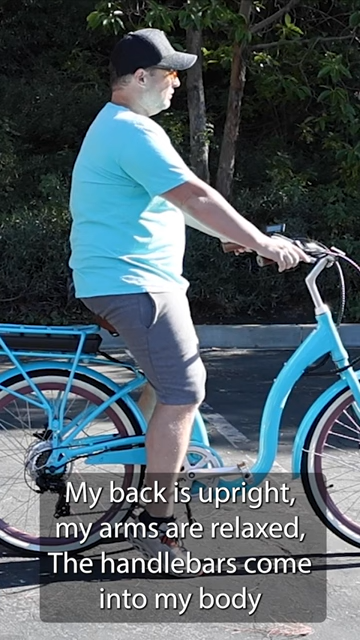 My back is upright,
my arms are relaxed,
The handlebars come
into my body